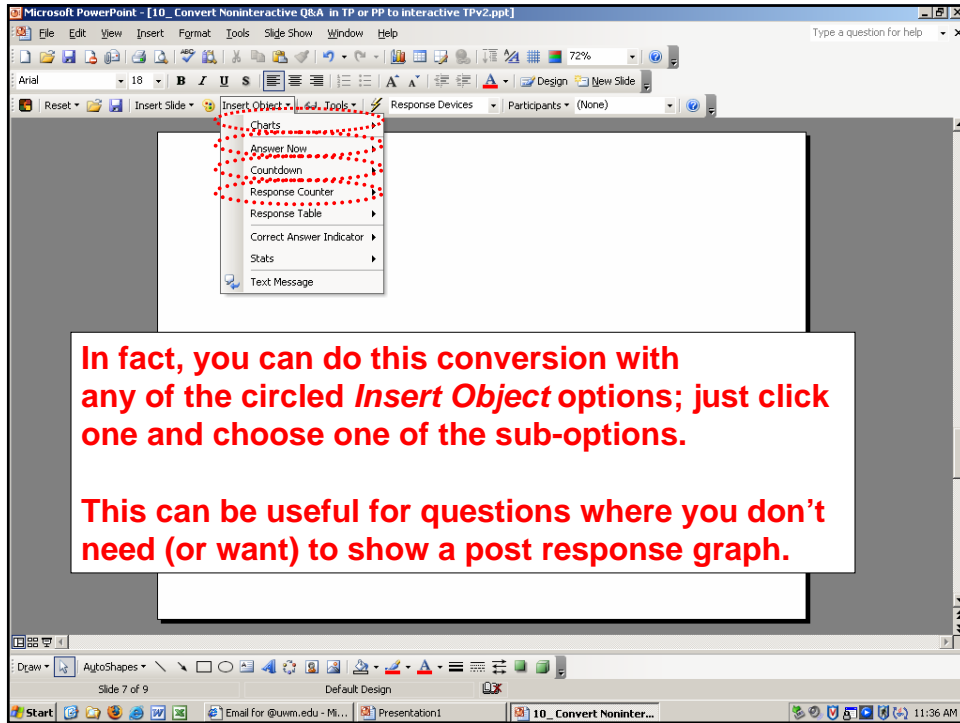 Microsoft PowerPoint - [10_ Convert Noninteractive Q&A in TP or PP to interactive TPv2.ppt]
File Edit View Insert Format Tools Slide Show Window Help Type a question for help
72%
Arial 18 B I U S A A A Design New Slide
Reset Insert Slide Insert Object Tools Response Devices Participants (None)
Charts
Answer Now
Countdown
Response Counter
Response Table
Correct Answer Indicator
Stats
Text Message
In fact, you can do this conversion with
any of the circled Insert Object options; just click
one and choose one of the sub-options.
This can be useful for questions where you don't
need (or want) to show a post response graph.
Draw AutoShapes A
Slide 7 of 9 Default Design
Start Email for @uwm.edu - Mi... Presentation1 10_ Convert Noninter... 11:36 AM